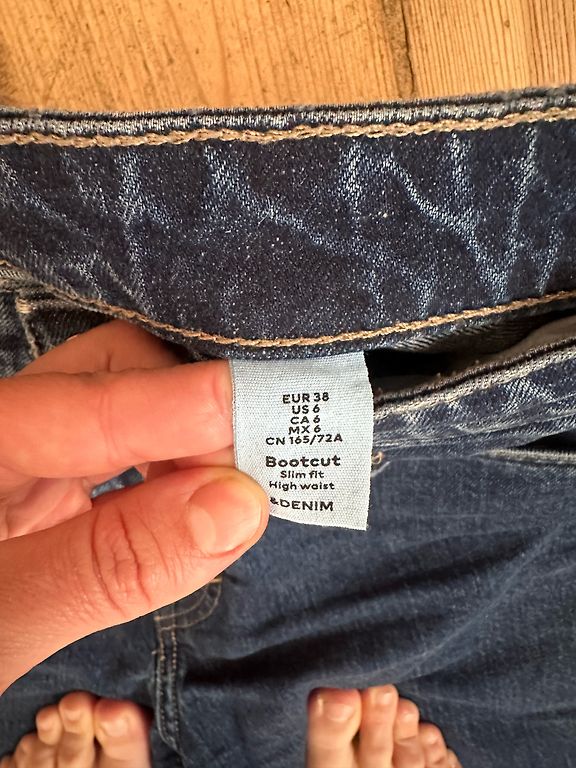 EUR 38
US 6
CA 6
MX 6
CN 165/72A
Bootcut
Slim fit
High waist
&DENIM